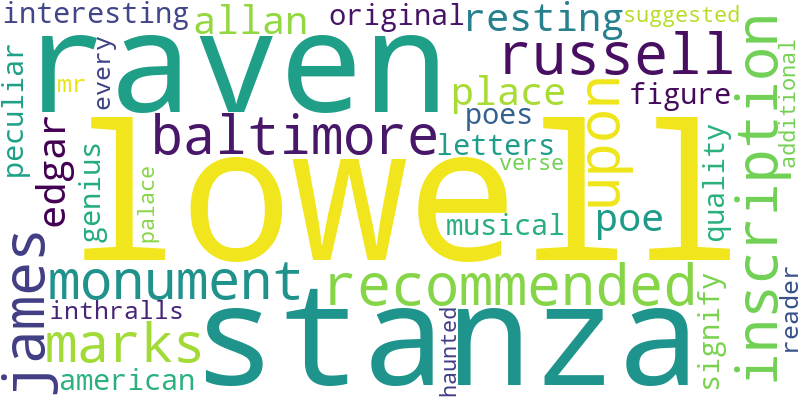 interesting
allan
original
resting
suggested
raven
russell
peculiar
mr
every
place
figure
additional
inscription
edgar
baltimore
poes
upon
letters
verse
genius
palace
lowell
quality
musical
poe
james
monument
recommended
inthralls
marks
american
stanza
haunted
signify
reader